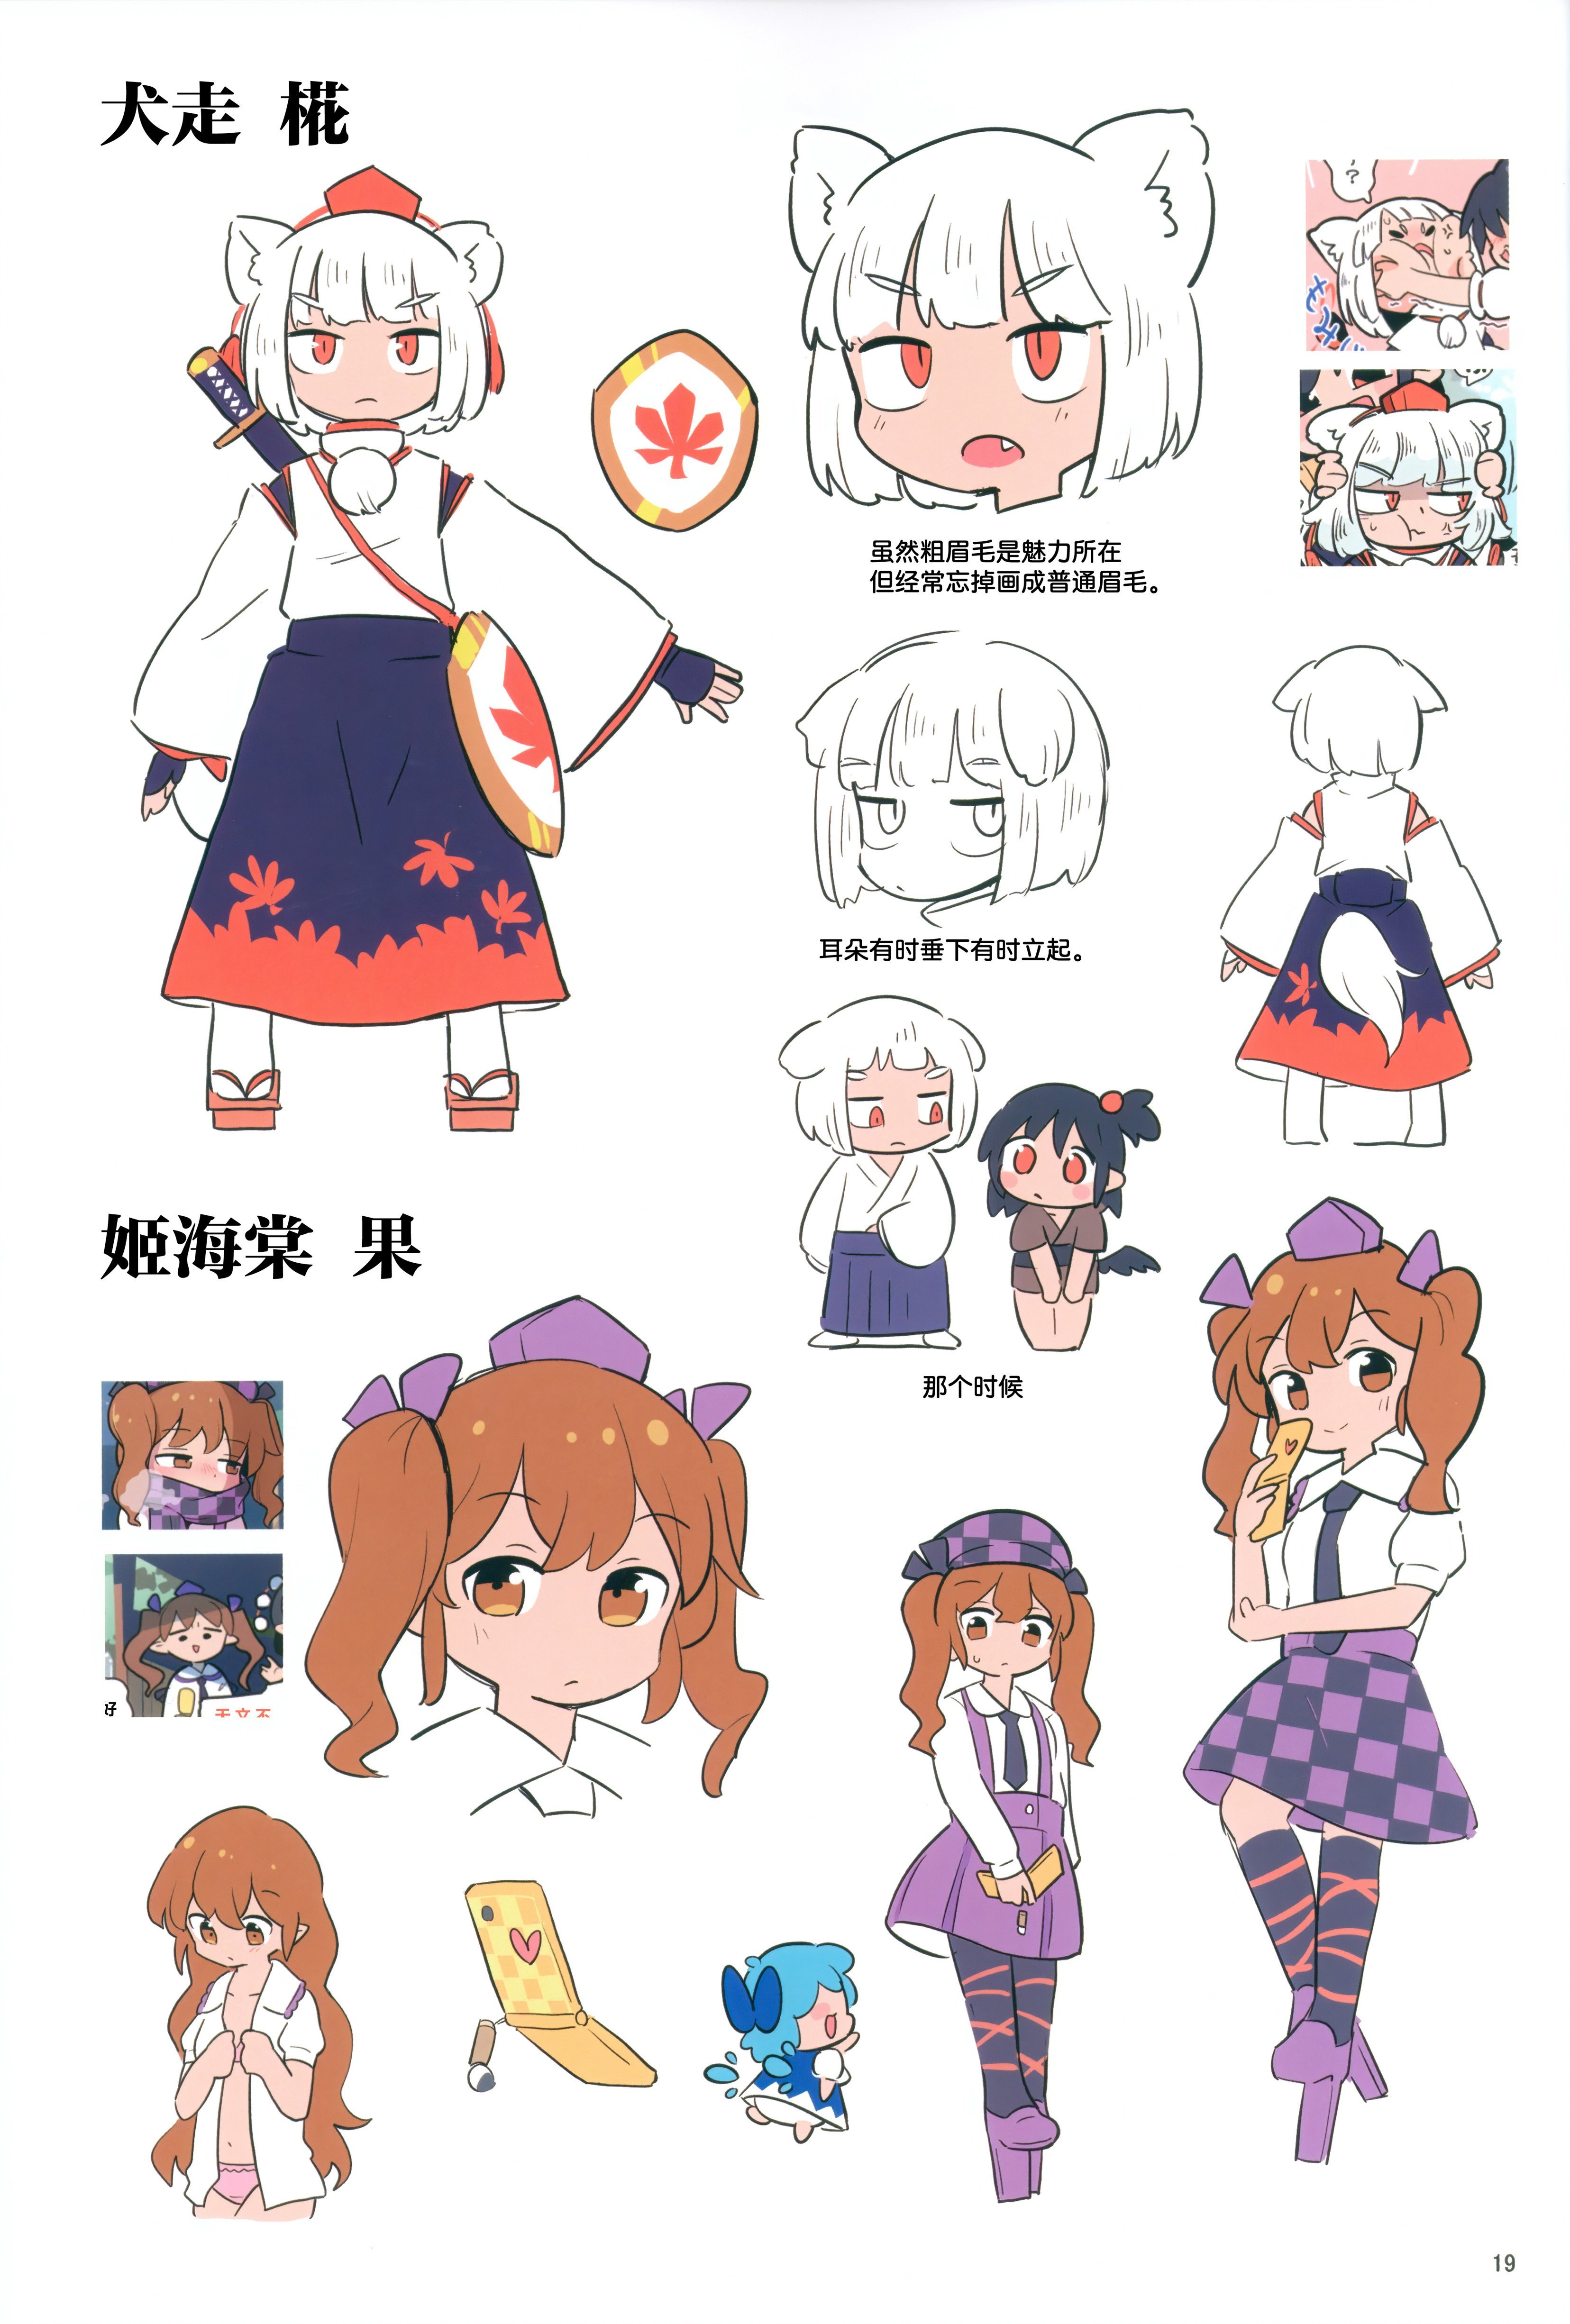 犬走 椛
?
虽然粗眉毛是魅力所在
但经常忘掉画成普通眉毛。
耳朵有时垂下有时立起。
那个时候
姬海棠 果
好
19